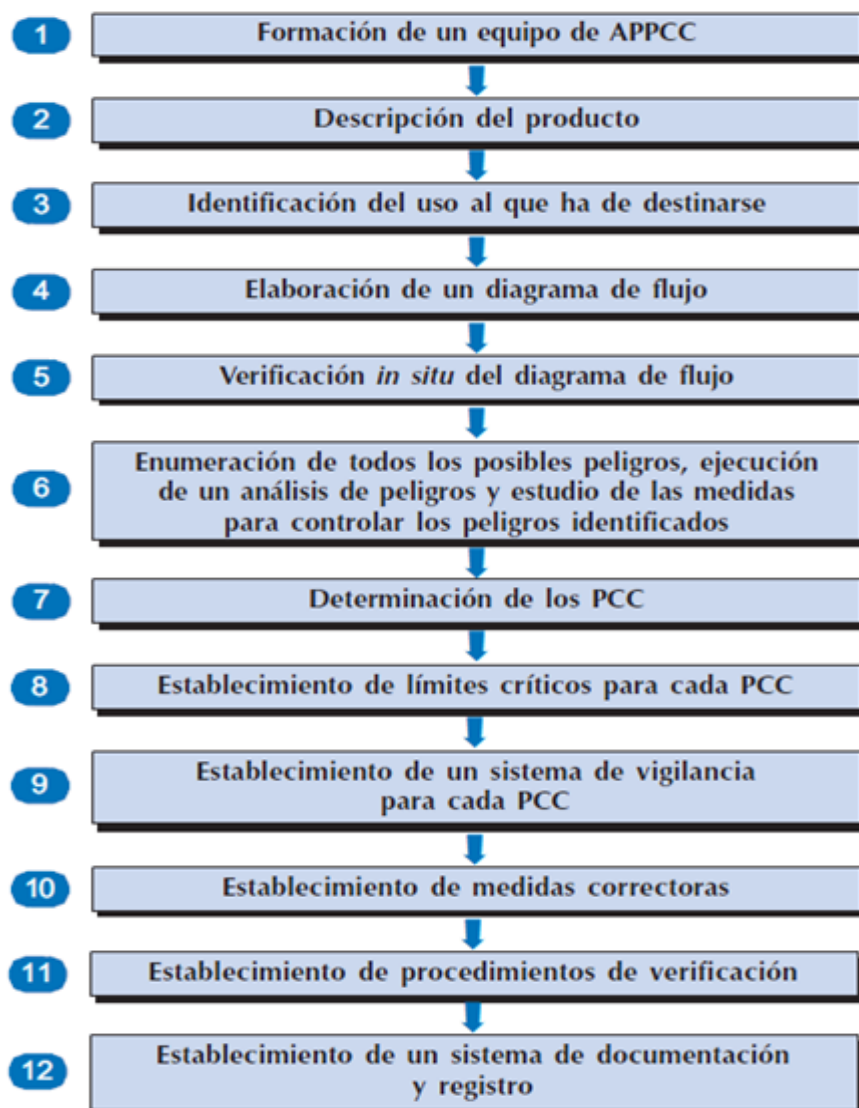 1 Formación de un equipo de APPCC
2 Descripción del producto
3 Identificación del uso al que ha de destinarse
4 Elaboración de un diagrama de flujo
5 Verificación in situ del diagrama de flujo
6 Enumeración de todos los posibles peligros, ejecución
de un análisis de peligros y estudio de las medidas
para controlar los peligros identificados
7 Determinación de los PCC
8 Establecimiento de límites críticos para cada PCC
9 Establecimiento de un sistema de vigilancia
para cada PCC
10 Establecimiento de medidas correctoras
11 Establecimiento de procedimientos de verificación
12 Establecimiento de un sistema de documentación
y registro